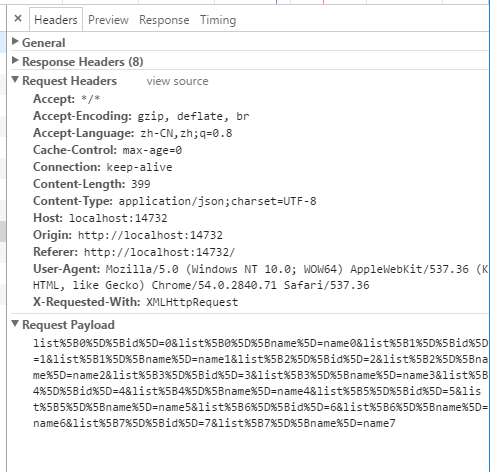 × Headers Preview Response Timing
▶ General
▶ Response Headers (8)
▼ Request Headers view source
Accept: */*
Accept-Encoding: gzip, deflate, br
Accept-Language: zh-CN,zh;q=0.8
Cache-Control: max-age=0
Connection: keep-alive
Content-Length: 399
Content-Type: application/json;charset=UTF-8
Host: localhost:14732
Origin: http://localhost:14732
Referer: http://localhost:14732/
User-Agent: Mozilla/5.0 (Windows NT 10.0; WOW64) AppleWebKit/537.36 (K
HTML, like Gecko) Chrome/54.0.2840.71 Safari/537.36
X-Requested-With: XMLHttpRequest
▼ Request Payload
list%5B0%5D%5Bid%5D=0&list%5B0%5D%5Bname%5D=name0&list%5B1%5D%5Bid%5D
=1&list%5B1%5D%5Bname%5D=name1&list%5B2%5D%5Bid%5D=2&list%5B2%5D%5Bna
me%5D=name2&list%5B3%5D%5Bid%5D=3&list%5B3%5D%5Bname%5D=name3&list%5B
4%5D%5Bid%5D=4&list%5B4%5D%5Bname%5D=name4&list%5B5%5D%5Bid%5D=5&lis
t%5B5%5D%5Bname%5D=name5&list%5B6%5D%5Bid%5D=6&list%5B6%5D%5Bname%5D=
name6&list%5B7%5D%5Bid%5D=7&list%5B7%5D%5Bname%5D=name7